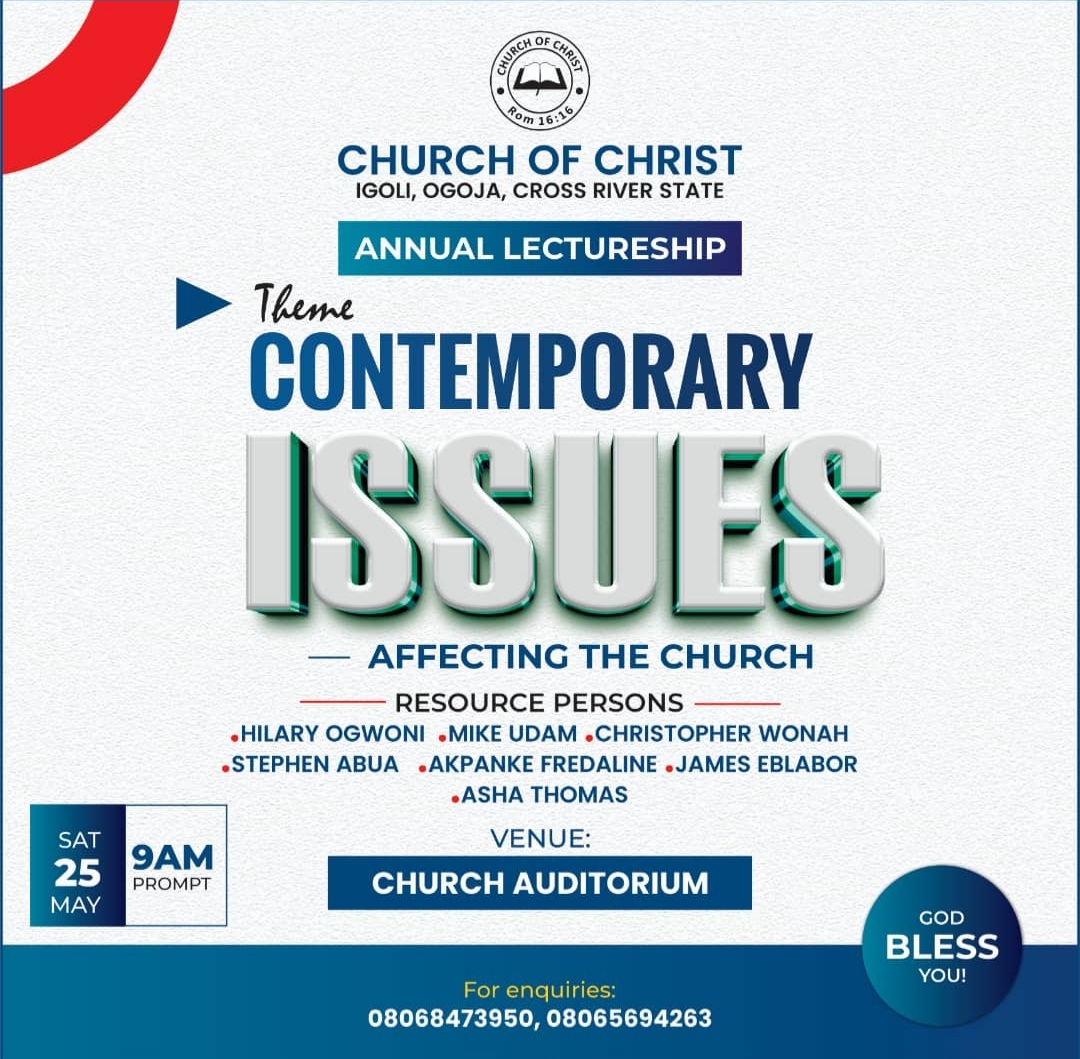 CHURCH OF CHRIST
Rom 16:16
CHURCH OF CHRIST
IGOLI, OGOJA, CROSS RIVER STATE
ANNUAL LECTURESHIP
Theme
CONTEMPORARY
ISSUES
AFFECTING THE CHURCH
RESOURCE PERSONS
•HILARY OGWONI •MIKE UDAM •CHRISTOPHER WONAH
•STEPHEN ABUA •AKPANKE FREDALINE •JAMES EBLABOR
•ASHA THOMAS
SAT
25
MAY
9AM
PROMPT
VENUE:
CHURCH AUDITORIUM
GOD
BLESS
YOU!
For enquiries:
08068473950, 08065694263